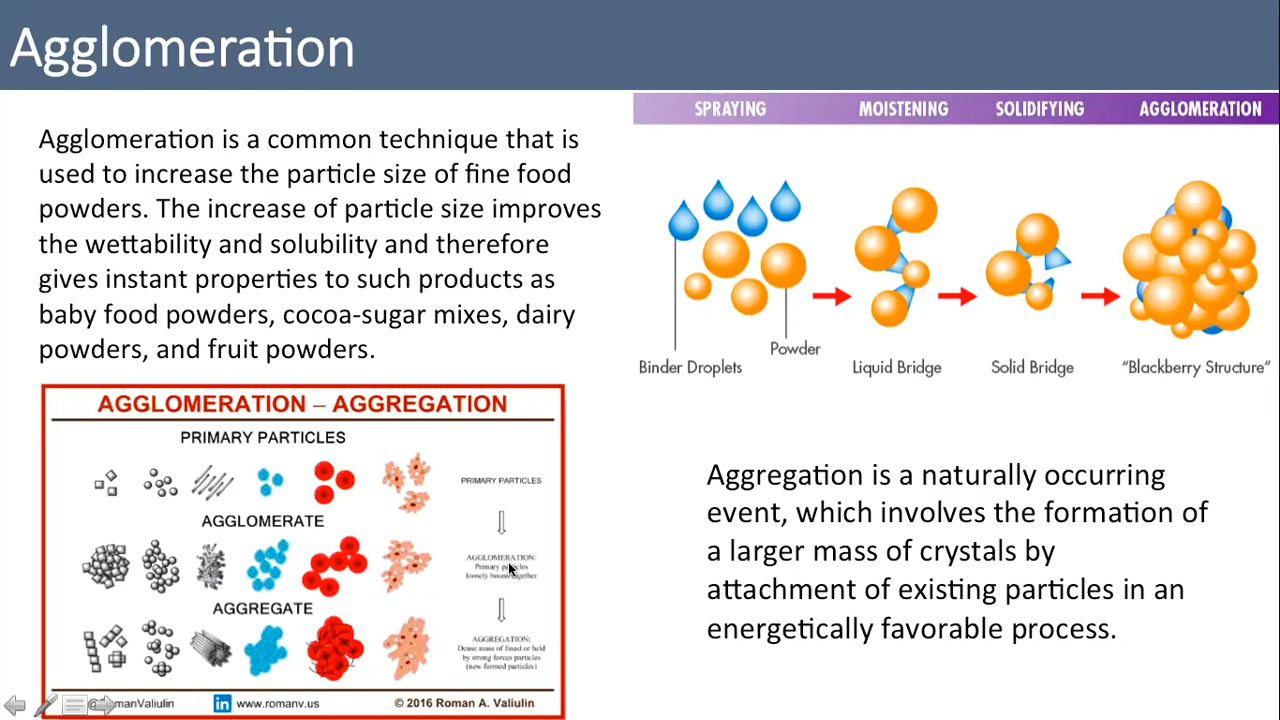 Agglomeration
Agglomeration is a common technique that is
used to increase the particle size of fine food
powders. The increase of particle size improves
the wettability and solubility and therefore
gives instant properties to such products as
baby food powders, cocoa-sugar mixes, dairy
powders, and fruit powders.
SPRAYING MOISTENING SOLIDIFYING AGGLOMERATION
Powder
Binder Droplets Liquid Bridge Solid Bridge “Blackberry Structure”
AGGLOMERATION – AGGREGATION
PRIMARY PARTICLES
PRIMARY PARTICLES
AGGLOMERATE
AGGLOMERATION:
Primary particles
loosely bound together
AGGREGATE
AGGREGATION:
Dense mass of fused or held
by strong forces particles
(new formed particles)
in www.romanv.us © 2016 Roman A. Valiulin
Aggregation is a naturally occurring
event, which involves the formation of
a larger mass of crystals by
attachment of existing particles in an
energetically favorable process.